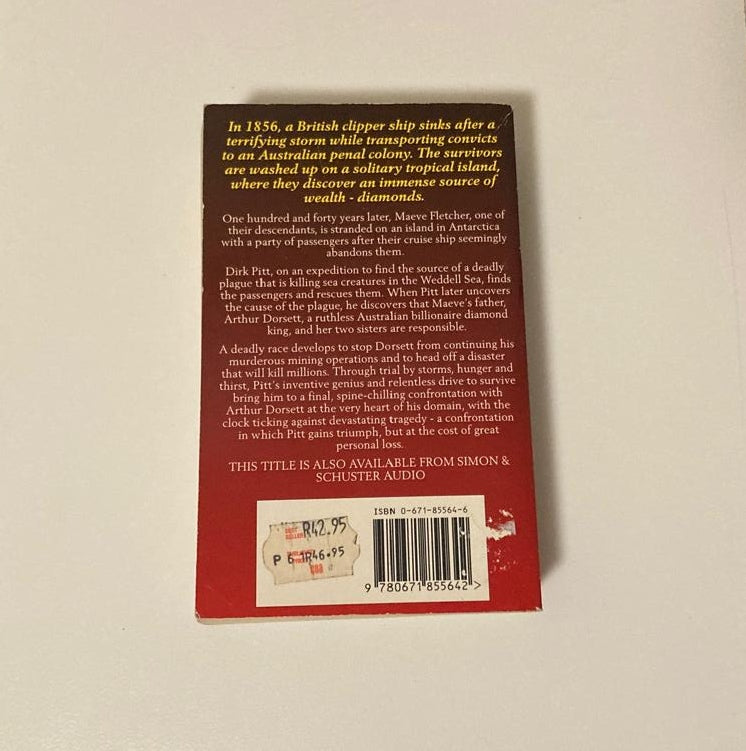 In 1856, a British clipper ship sinks after a
terrifying storm while transporting convicts
to an Australian penal colony. The survivors
are washed up on a solitary tropical island,
where they discover an immense source of
wealth - diamonds.
One hundred and forty years later, Maeve Fletcher, one of
their descendants, is stranded on an island in Antarctica
with a party of passengers after their cruise ship seemingly
abandons them.
Dirk Pitt, on an expedition to find the source of a deadly
plague that is killing sea creatures in the Weddell Sea, finds
the passengers and rescues them. When Pitt later uncovers
the cause of the plague, he discovers that Maeve's father,
Arthur Dorsett, a ruthless Australian billionaire diamond
king, and her two sisters are responsible.
A deadly race develops to stop Dorsett from continuing his
murderous mining operations and to head off a disaster
that will kill millions. Through trial by storms, hunger and
thirst, Pitt's inventive genius and relentless drive to survive
bring him to a final, spine-chilling confrontation with
Arthur Dorsett at the very heart of his domain, with the
clock ticking against devastating tragedy - a confrontation
in which Pitt gains triumph, but at the cost of great
personal loss.
THIS TITLE IS ALSO AVAILABLE FROM SIMON &
SCHUSTER AUDIO
ISBN 0-671-85564-6
R42.95
P 6 1R46.95
9 780671 855642 >